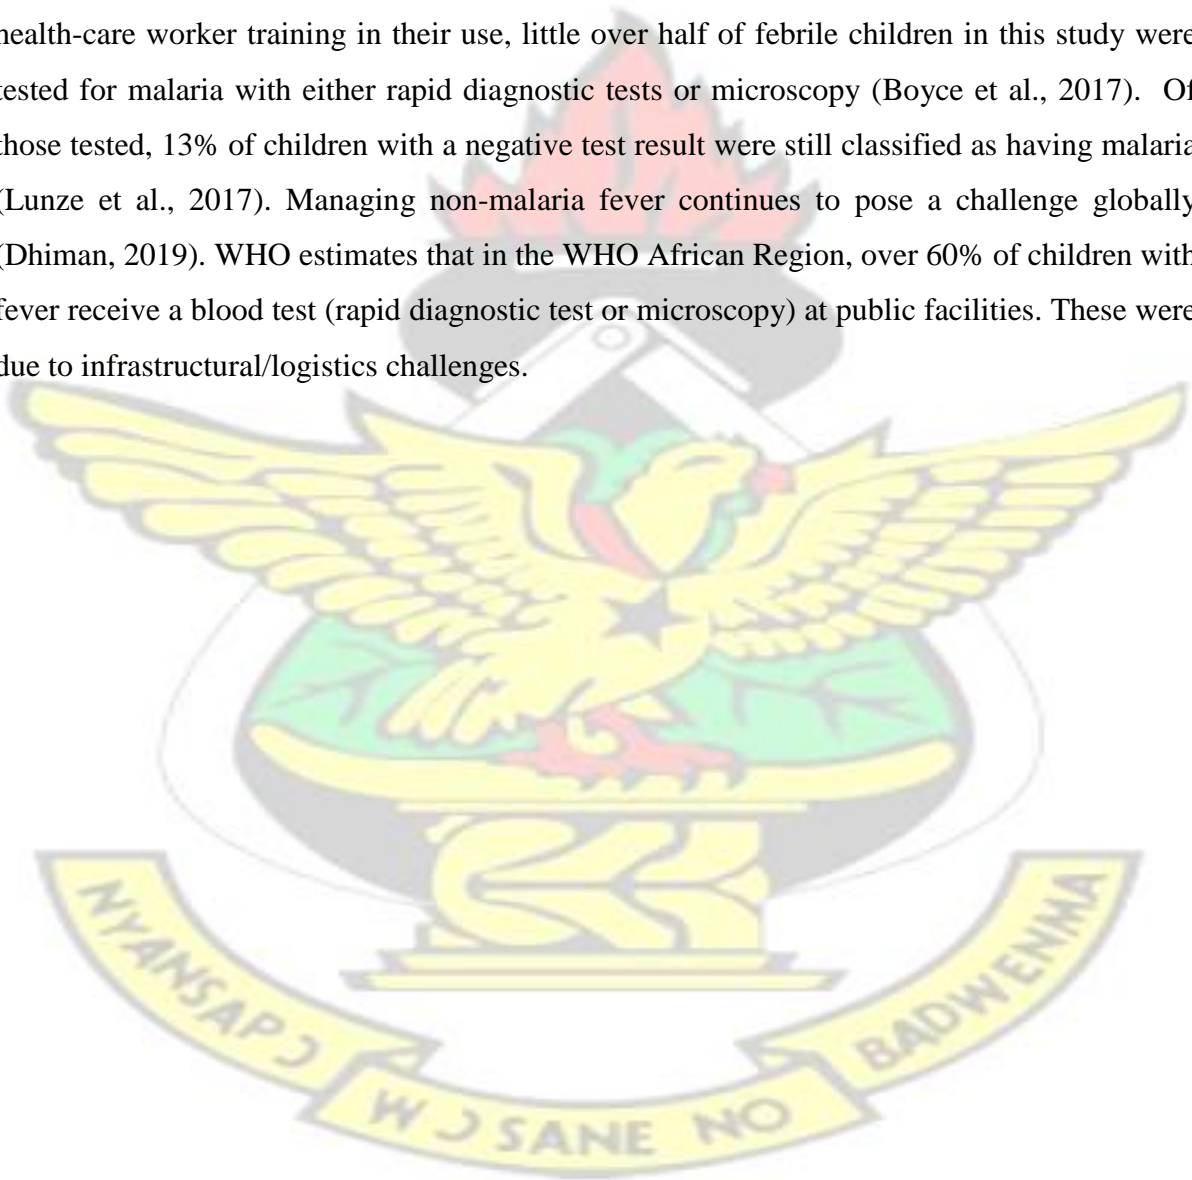 health-care worker training in their use, little over half of febrile children in this study were
tested for malaria with either rapid diagnostic tests or microscopy (Boyce et al., 2017).  Of
those tested, 13% of children with a negative test result were still classified as having malaria
(Lunze et al., 2017). Managing non-malaria fever continues to pose a challenge globally
(Dhiman, 2019). WHO estimates that in the WHO African Region, over 60% of children with
fever receive a blood test (rapid diagnostic test or microscopy) at public facilities. These were
due to infrastructural/logistics challenges.
NYANSAPƆ
WƆSANE NO
BADWENMA